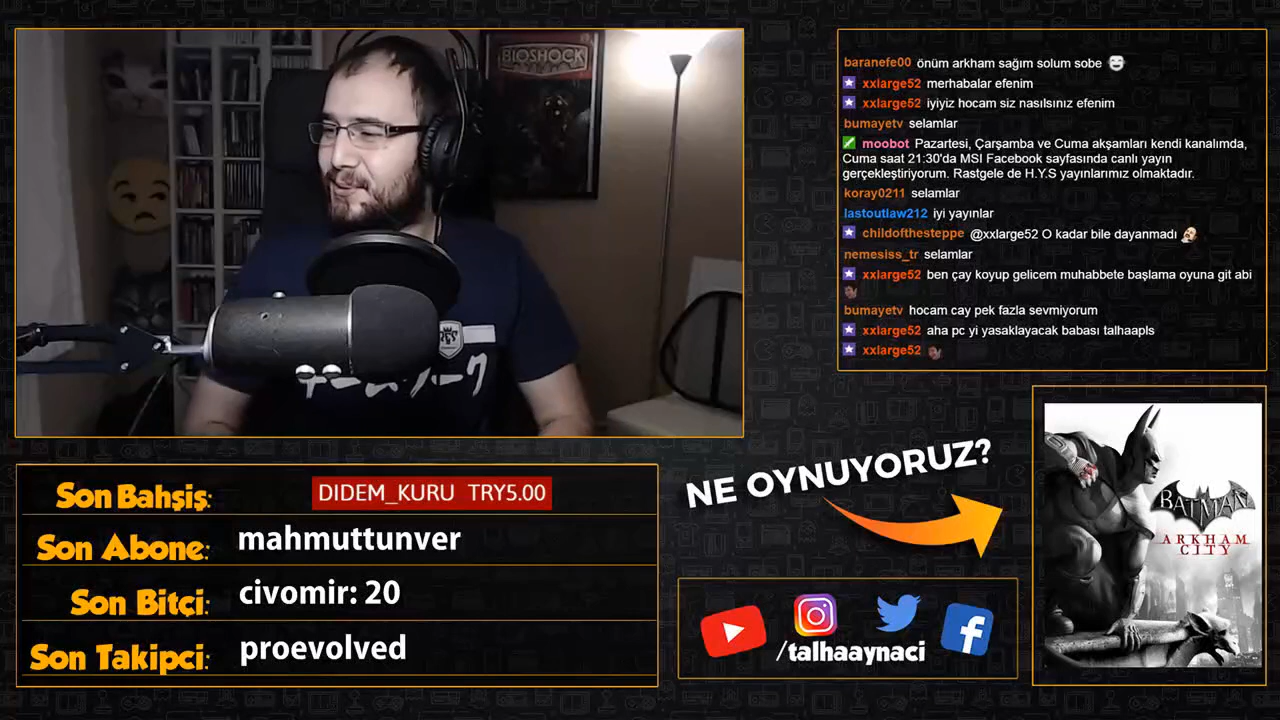 BIOSHOCK
baranefe00 önüm arkham sağım solum sobe
xxlarge52 merhabalar efenim
xxlarge52 iyiyiz hocam siz nasılsınız efenim
bumayetv selamlar
moobot Pazartesi, Çarşamba ve Cuma akşamları kendi kanalımda,
Cuma saat 21:30'da MSI Facebook sayfasında canlı yayın
gerçekleştiriyorum. Rastgele de H.Y.S yayınlarımız olmaktadır.
koray0211 selamlar
lastoutlaw212 iyi yayınlar
childofthesteppe @xxlarge52 O kadar bile dayanmadı
nemesiss_tr selamlar
xxlarge52 ben çay koyup gelicem muhabbete başlama oyuna git abi
bumayetv hocam cay pek fazla sevmiyorum
xxlarge52 aha pc yi yasaklayacak babası talhaapls
xxlarge52
Son Bahşiş: DIDEM_KURU TRY5.00
Son Abone: mahmuttunver
Son Bitçi: civomir: 20
Son Takipci: proevolved
NE OYNUYORUZ?
/talhaaynaci
BATMAN
ARKHAM
CITY